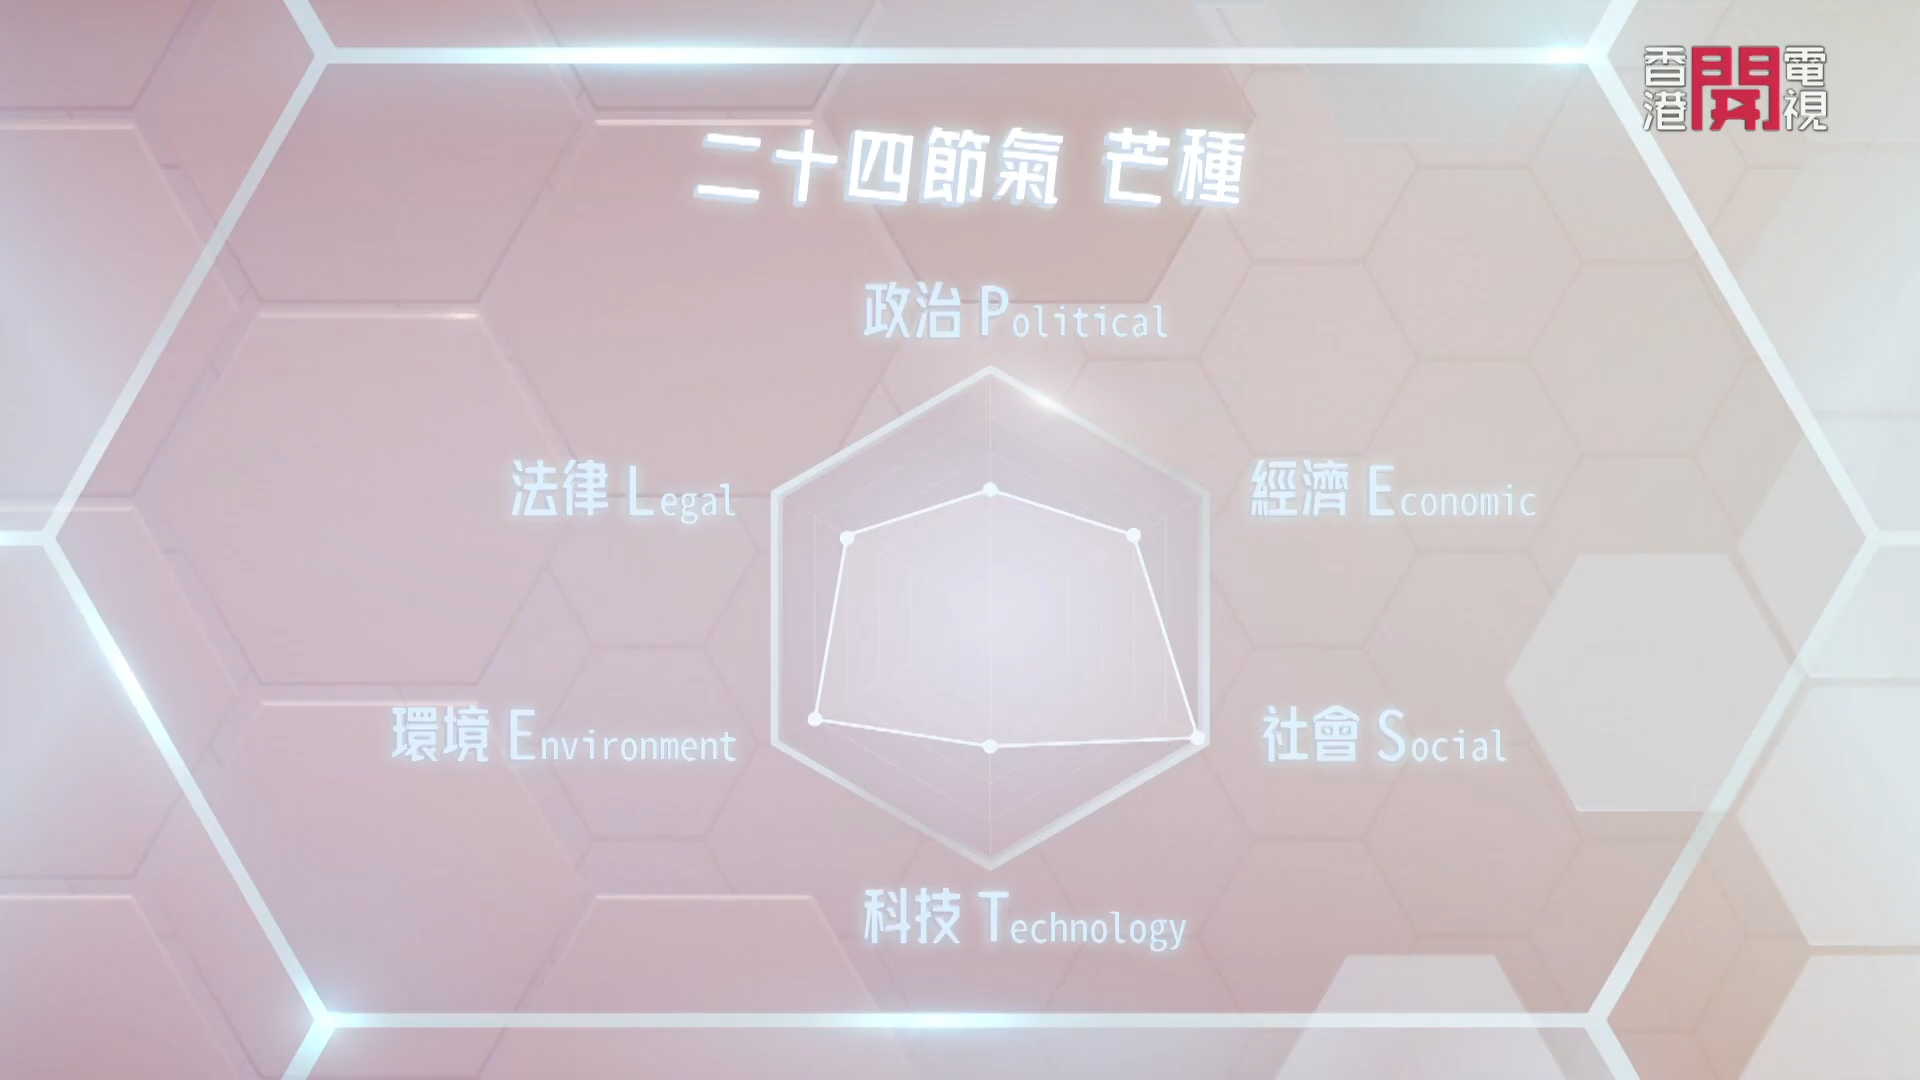 香港開電視
二十四節氣 芒種
政治 Political
法律 Legal
經濟 Economic
環境 Environment
社會 Social
科技 Technology